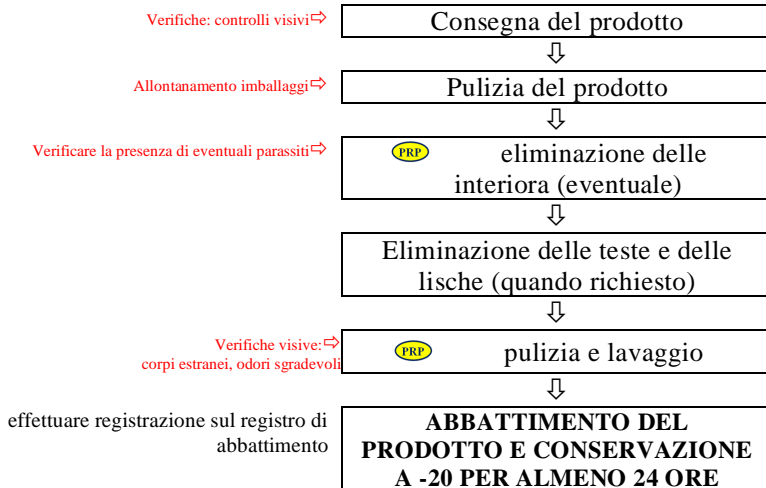 Verifiche: controlli visivi⇨
Consegna del prodotto
Allontanamento imballaggi⇨
Pulizia del prodotto
Verificare la presenza di eventuali parassiti⇨
PRP eliminazione delle
interiora (eventuale)
Eliminazione delle teste e delle
lische (quando richiesto)
Verifiche visive:⇨
corpi estranei, odori sgradevoli
PRP pulizia e lavaggio
effettuare registrazione sul registro di
abbattimento
ABBATTIMENTO DEL
PRODOTTO E CONSERVAZIONE
A -20 PER ALMENO 24 ORE